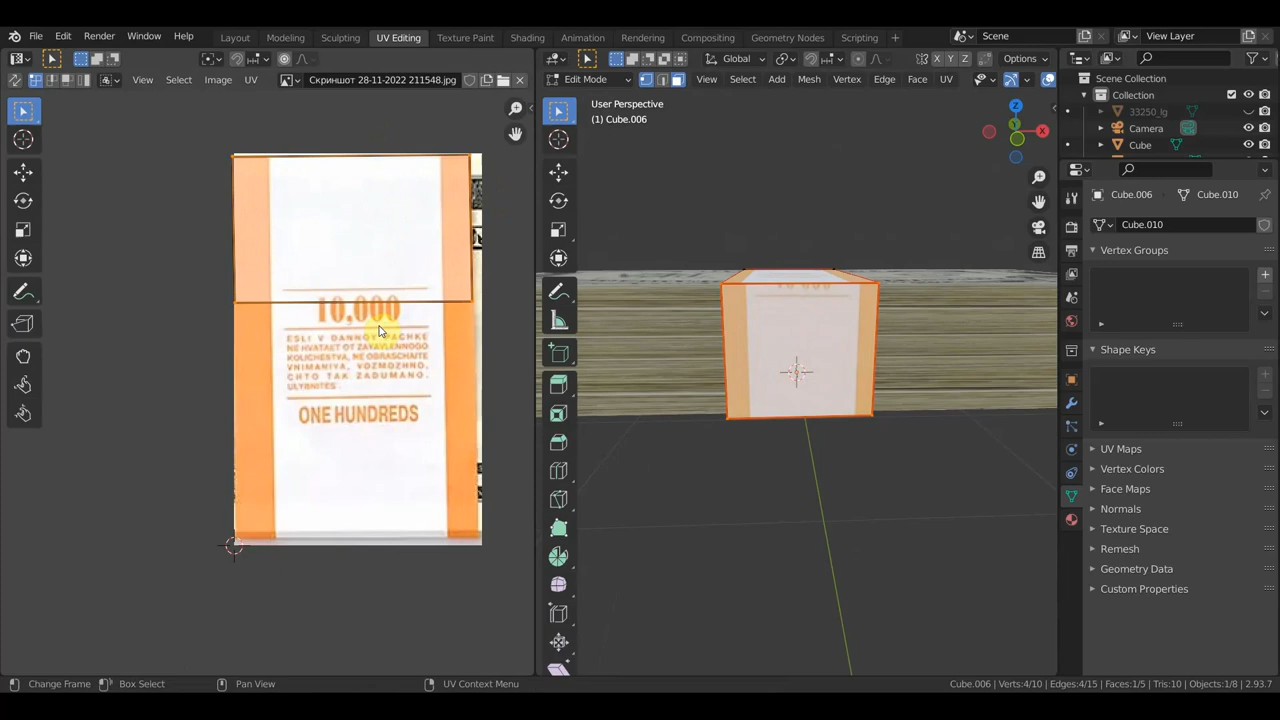 File Edit Render Window Help Layout Modeling Sculpting UV Editing Texture Paint Shading Animation Rendering Compositing Geometry Nodes Scripting Scene View Layer
Global Options
View Select Image UV Скриншот 28-11-2022 211548.jpg Edit Mode View Select Add Mesh Vertex Edge Face UV X Y Z
Scene Collection
Collection
33250_lg
Camera
Cube
User Perspective
(1) Cube.006
Z
Y
X
Cube.006 Cube.010
Cube.010
Vertex Groups
Shape Keys
UV Maps
Vertex Colors
Face Maps
Normals
Texture Space
Remesh
Geometry Data
Custom Properties
10,000
ESLI V DANNOY PACHKE
NE HVATAET OT ZAYAVLENNOGO
KOLICHESTVA, NE OBRASCHAITE
VNIMANIYA, VOZMOZHNO,
CHTO TAK ZADUMANO.
ULYBNITES
ONE HUNDREDS
Change Frame Box Select Pan View UV Context Menu Cube.006 | Verts:4/10 | Edges:4/15 | Faces:1/5 | Tris:10 | Objects:1/8 | 2.93.7